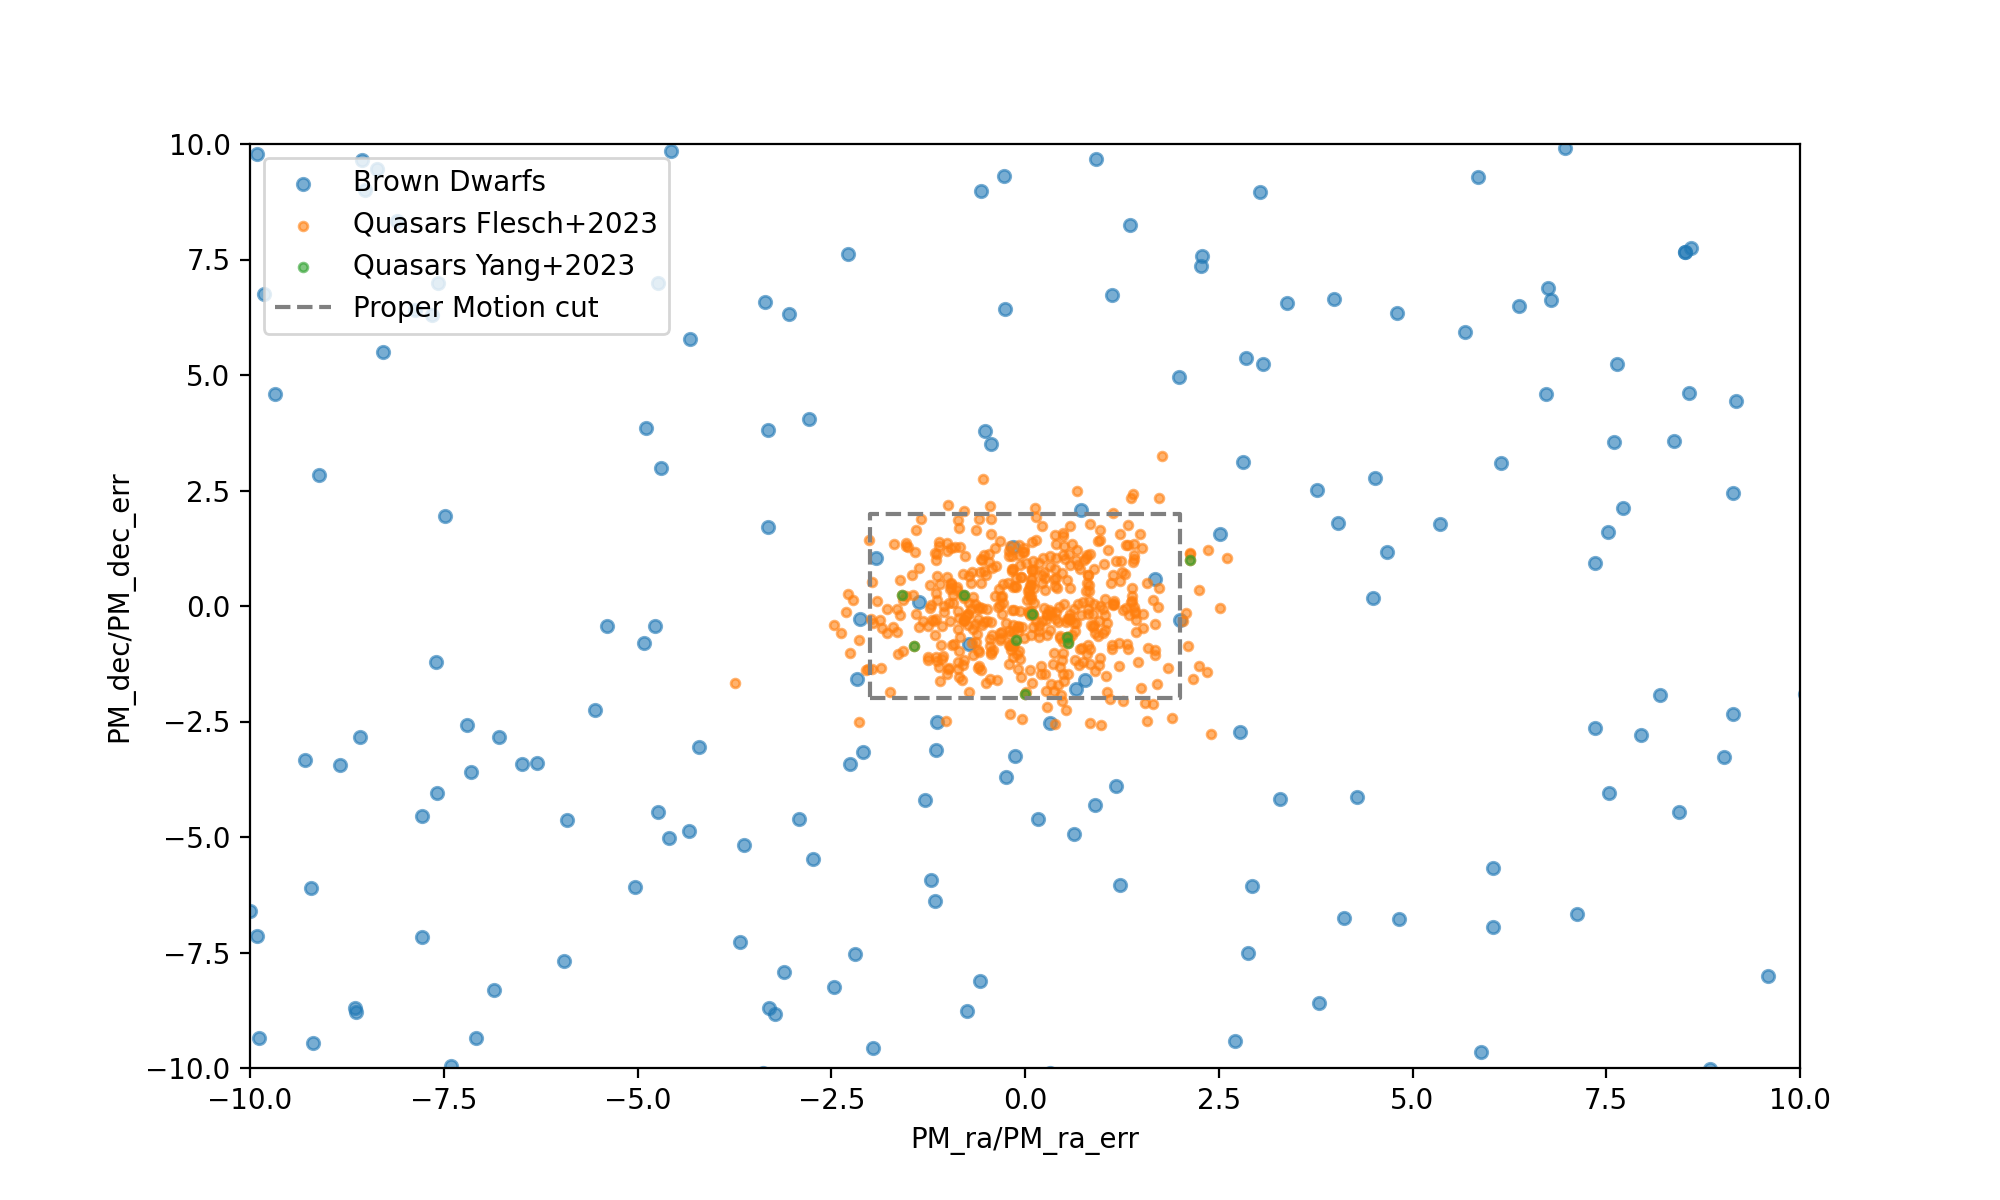 10.0
7.5
5.0
2.5
0.0
−2.5
−5.0
−7.5
−10.0
PM_dec/PM_dec_err
Brown Dwarfs
Quasars Flesch+2023
Quasars Yang+2023
Proper Motion cut
−10.0 −7.5 −5.0 −2.5 0.0 2.5 5.0 7.5 10.0
PM_ra/PM_ra_err